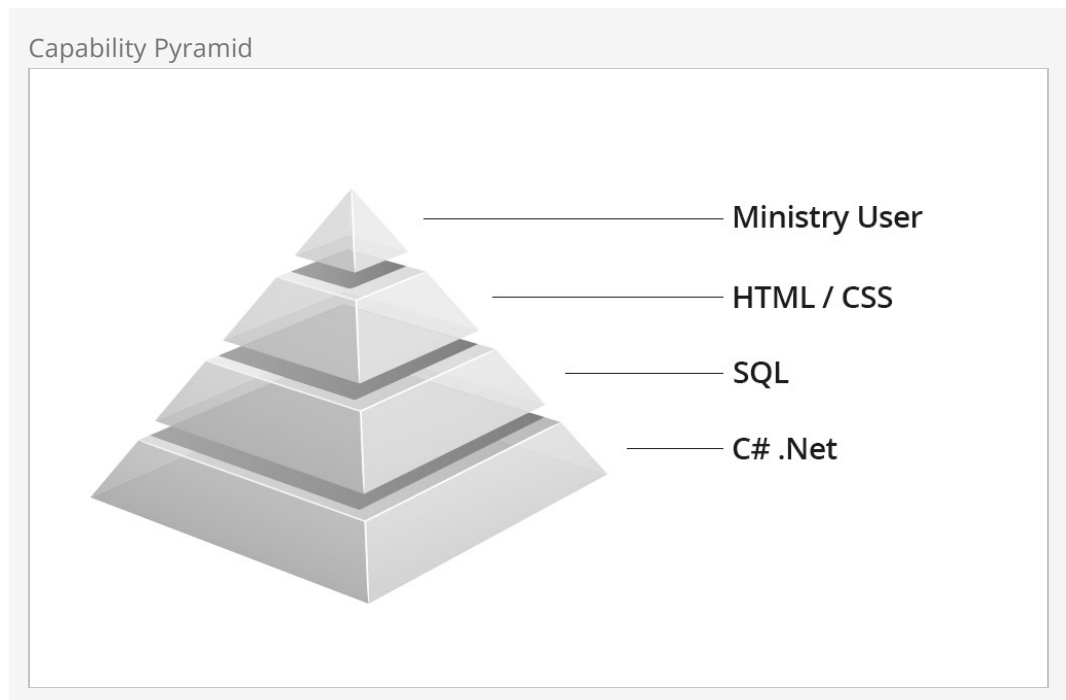 Capability Pyramid
Ministry User
HTML / CSS
SQL
C# .Net